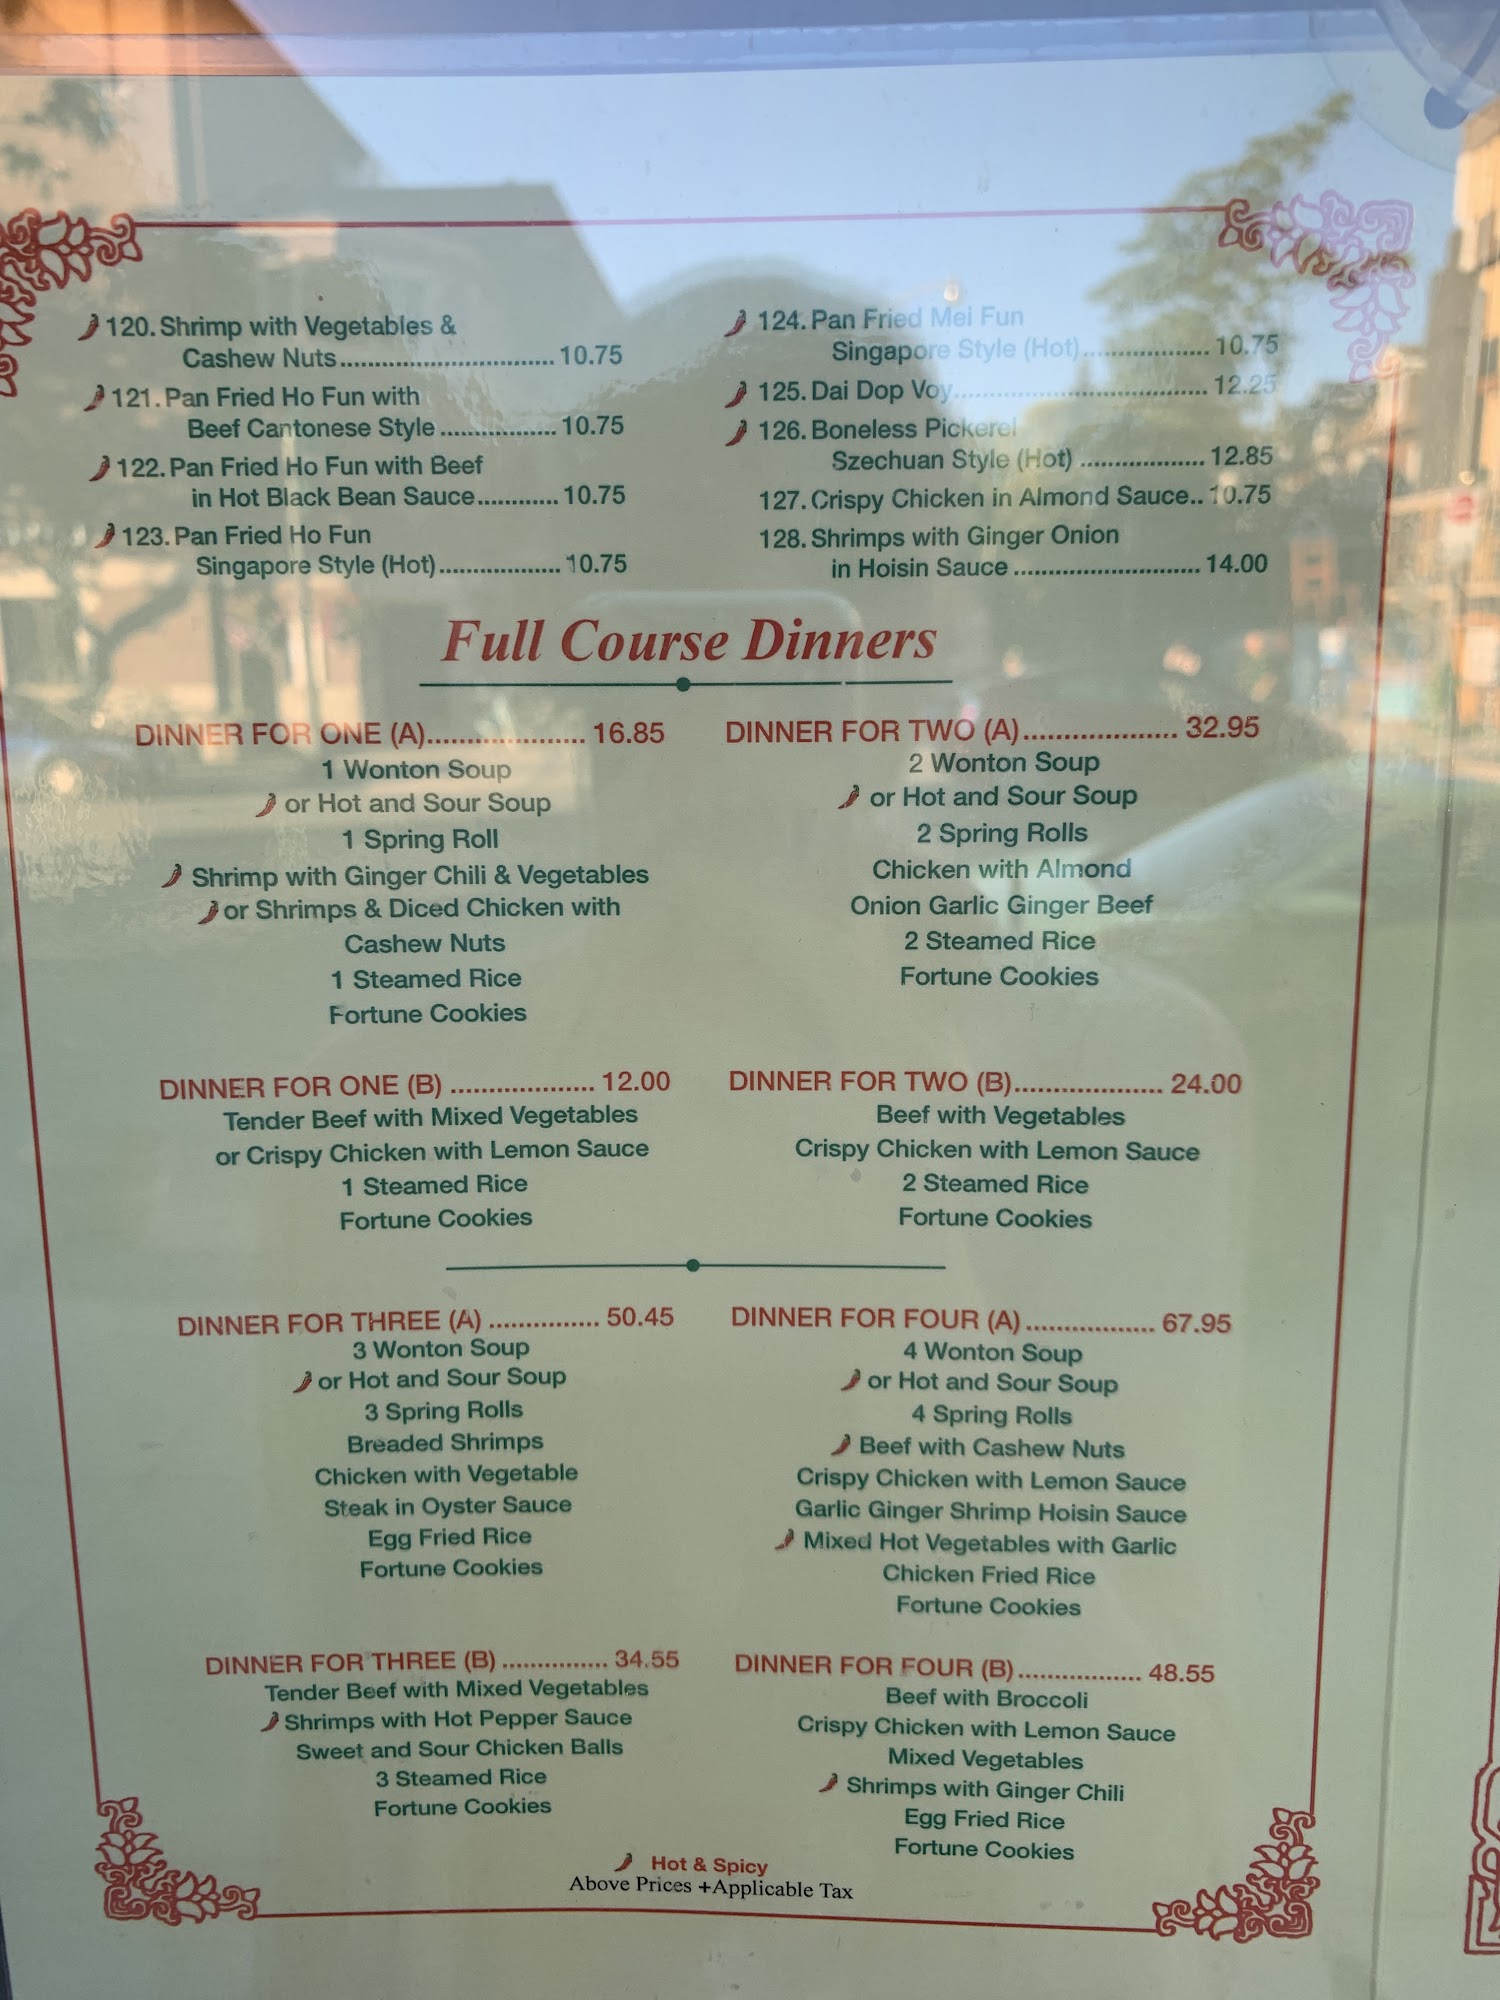 120. Shrimp with Vegetables &
Cashew Nuts............................. 10.75
121. Pan Fried Ho Fun with
Beef Cantonese Style ................ 10.75
122. Pan Fried Ho Fun with Beef
in Hot Black Bean Sauce........... 10.75
123. Pan Fried Ho Fun
Singapore Style (Hot).................. 10.75
124. Pan Fried Mei Fun
Singapore Style (Hot).................. 10.75
125. Dai Dop Voy.................................... 12.25
126. Boneless Pickerel
Szechuan Style (Hot) .................. 12.85
127. Crispy Chicken in Almond Sauce.. 10.75
128. Shrimps with Ginger Onion
in Hoisin Sauce ........................... 14.00
Full Course Dinners
DINNER FOR ONE (A)..................... 16.85
1 Wonton Soup
or Hot and Sour Soup
1 Spring Roll
Shrimp with Ginger Chili & Vegetables
or Shrimps & Diced Chicken with
Cashew Nuts
1 Steamed Rice
Fortune Cookies
DINNER FOR TWO (A).................... 32.95
2 Wonton Soup
or Hot and Sour Soup
2 Spring Rolls
Chicken with Almond
Onion Garlic Ginger Beef
2 Steamed Rice
Fortune Cookies
DINNER FOR ONE (B) ................... 12.00
Tender Beef with Mixed Vegetables
or Crispy Chicken with Lemon Sauce
1 Steamed Rice
Fortune Cookies
DINNER FOR TWO (B).................... 24.00
Beef with Vegetables
Crispy Chicken with Lemon Sauce
2 Steamed Rice
Fortune Cookies
DINNER FOR THREE (A) ............... 50.45
3 Wonton Soup
or Hot and Sour Soup
3 Spring Rolls
Breaded Shrimps
Chicken with Vegetable
Steak in Oyster Sauce
Egg Fried Rice
Fortune Cookies
DINNER FOR FOUR (A)................. 67.95
4 Wonton Soup
or Hot and Sour Soup
4 Spring Rolls
Beef with Cashew Nuts
Crispy Chicken with Lemon Sauce
Garlic Ginger Shrimp Hoisin Sauce
Mixed Hot Vegetables with Garlic
Chicken Fried Rice
Fortune Cookies
DINNER FOR THREE (B) ............... 34.55
Tender Beef with Mixed Vegetables
Shrimps with Hot Pepper Sauce
Sweet and Sour Chicken Balls
3 Steamed Rice
Fortune Cookies
DINNER FOR FOUR (B)................. 48.55
Beef with Broccoli
Crispy Chicken with Lemon Sauce
Mixed Vegetables
Shrimps with Ginger Chili
Egg Fried Rice
Fortune Cookies
Hot & Spicy
Above Prices +Applicable Tax